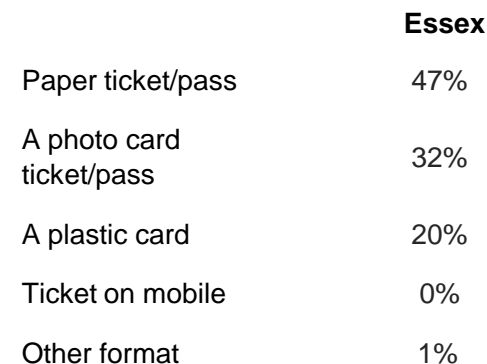 Essex
Paper ticket/pass 47%
A photo card
ticket/pass 32%
A plastic card 20%
Ticket on mobile 0%
Other format 1%